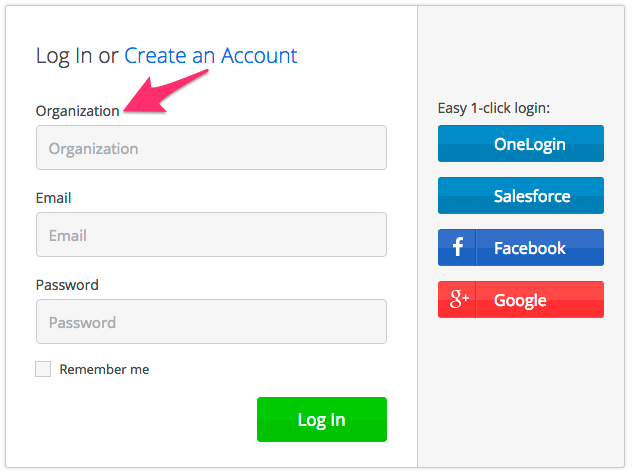 Log In or Create an Account
Organization
Organization
Email
Email
Password
Password
Remember me
Log In
Easy 1-click login:
OneLogin
Salesforce
f Facebook
g+ Google